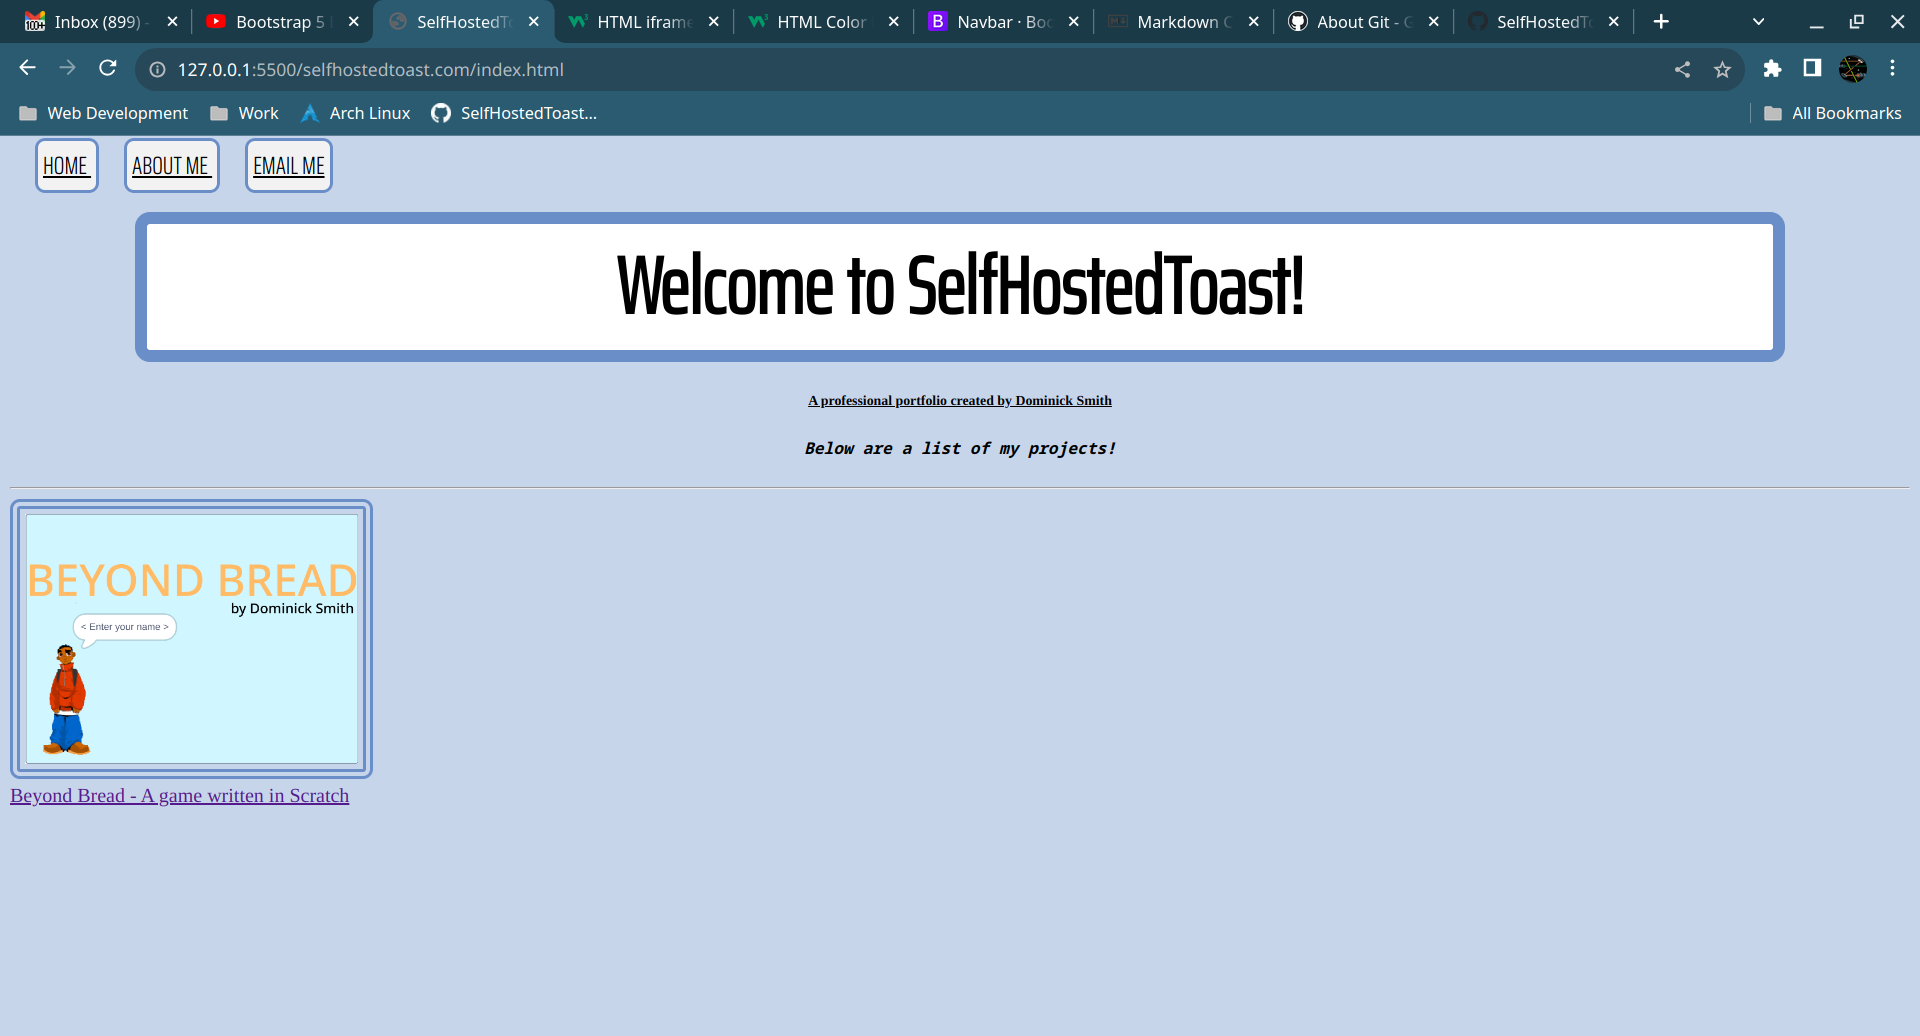 Inbox (899) -
Bootstrap 5
SelfHostedT
HTML iframe
HTML Color
Navbar · Boo
Markdown
About Git -
SelfHostedT
127.0.0.1:5500/selfhostedtoast.com/index.html
Web Development
Work
Arch Linux
SelfHostedToast...
All Bookmarks
HOME
ABOUT ME
EMAIL ME
Welcome to SelfHostedToast!
A professional portfolio created by Dominick Smith
Below are a list of my projects!
BEYOND BREAD
by Dominick Smith
< Enter your name >
Beyond Bread - A game written in Scratch